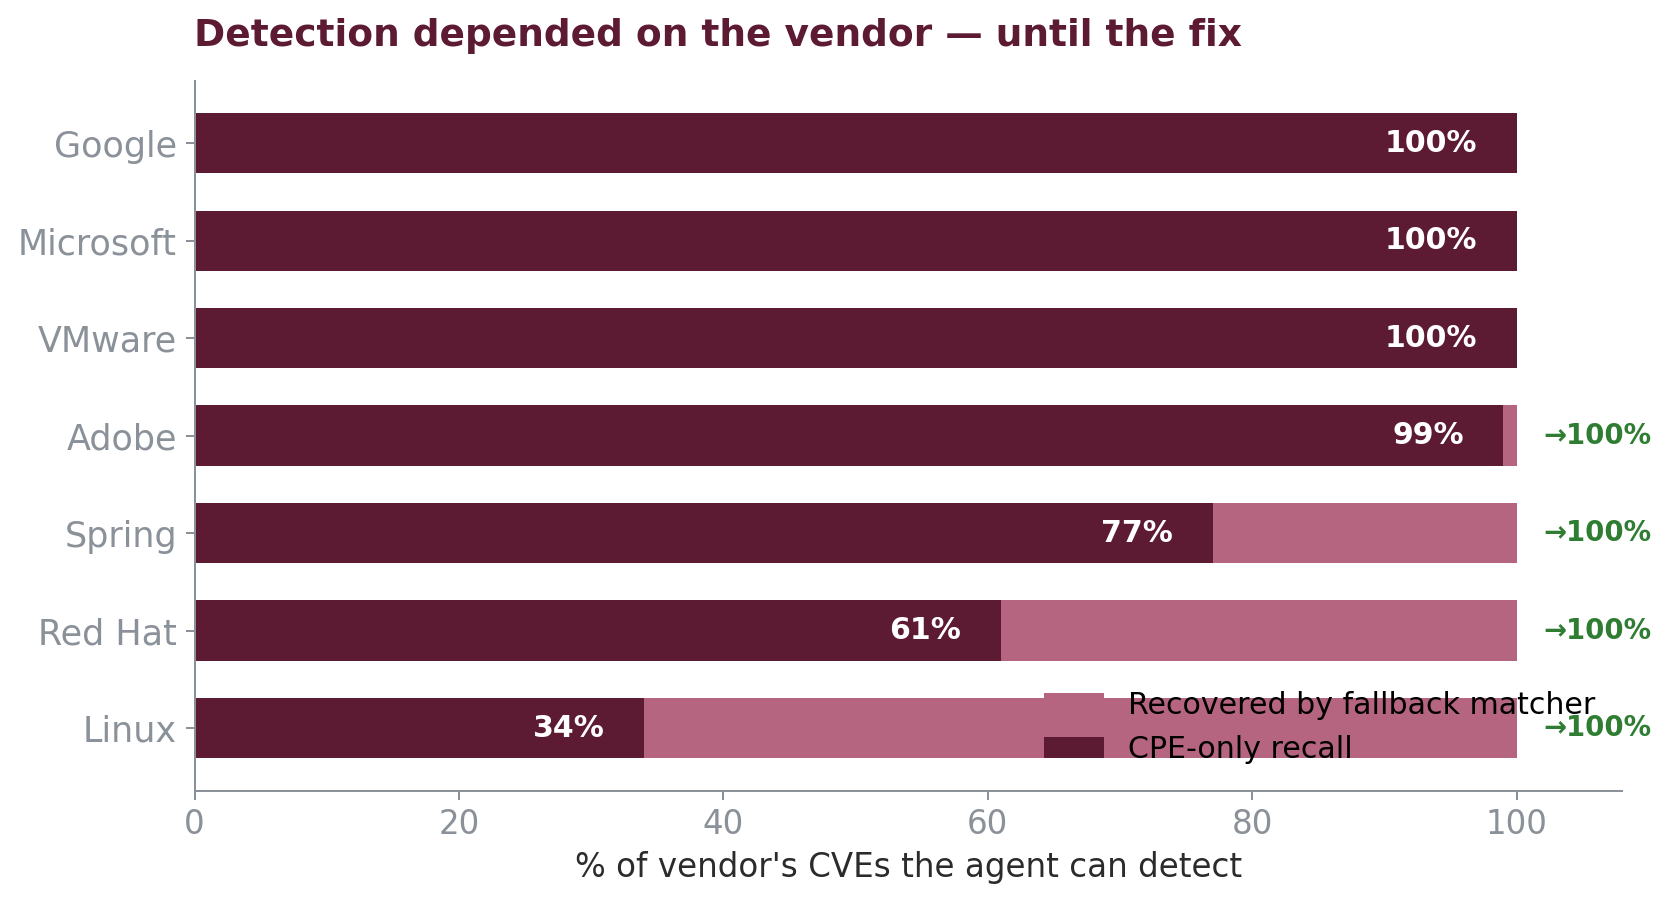 Detection depended on the vendor — until the fix
Google
100%
Microsoft
100%
VMware
100%
Adobe
99%
→100%
Spring
77%
→100%
Red Hat
61%
→100%
Linux
34%
→100%
Recovered by fallback matcher
CPE-only recall
0 20 40 60 80 100
% of vendor's CVEs the agent can detect